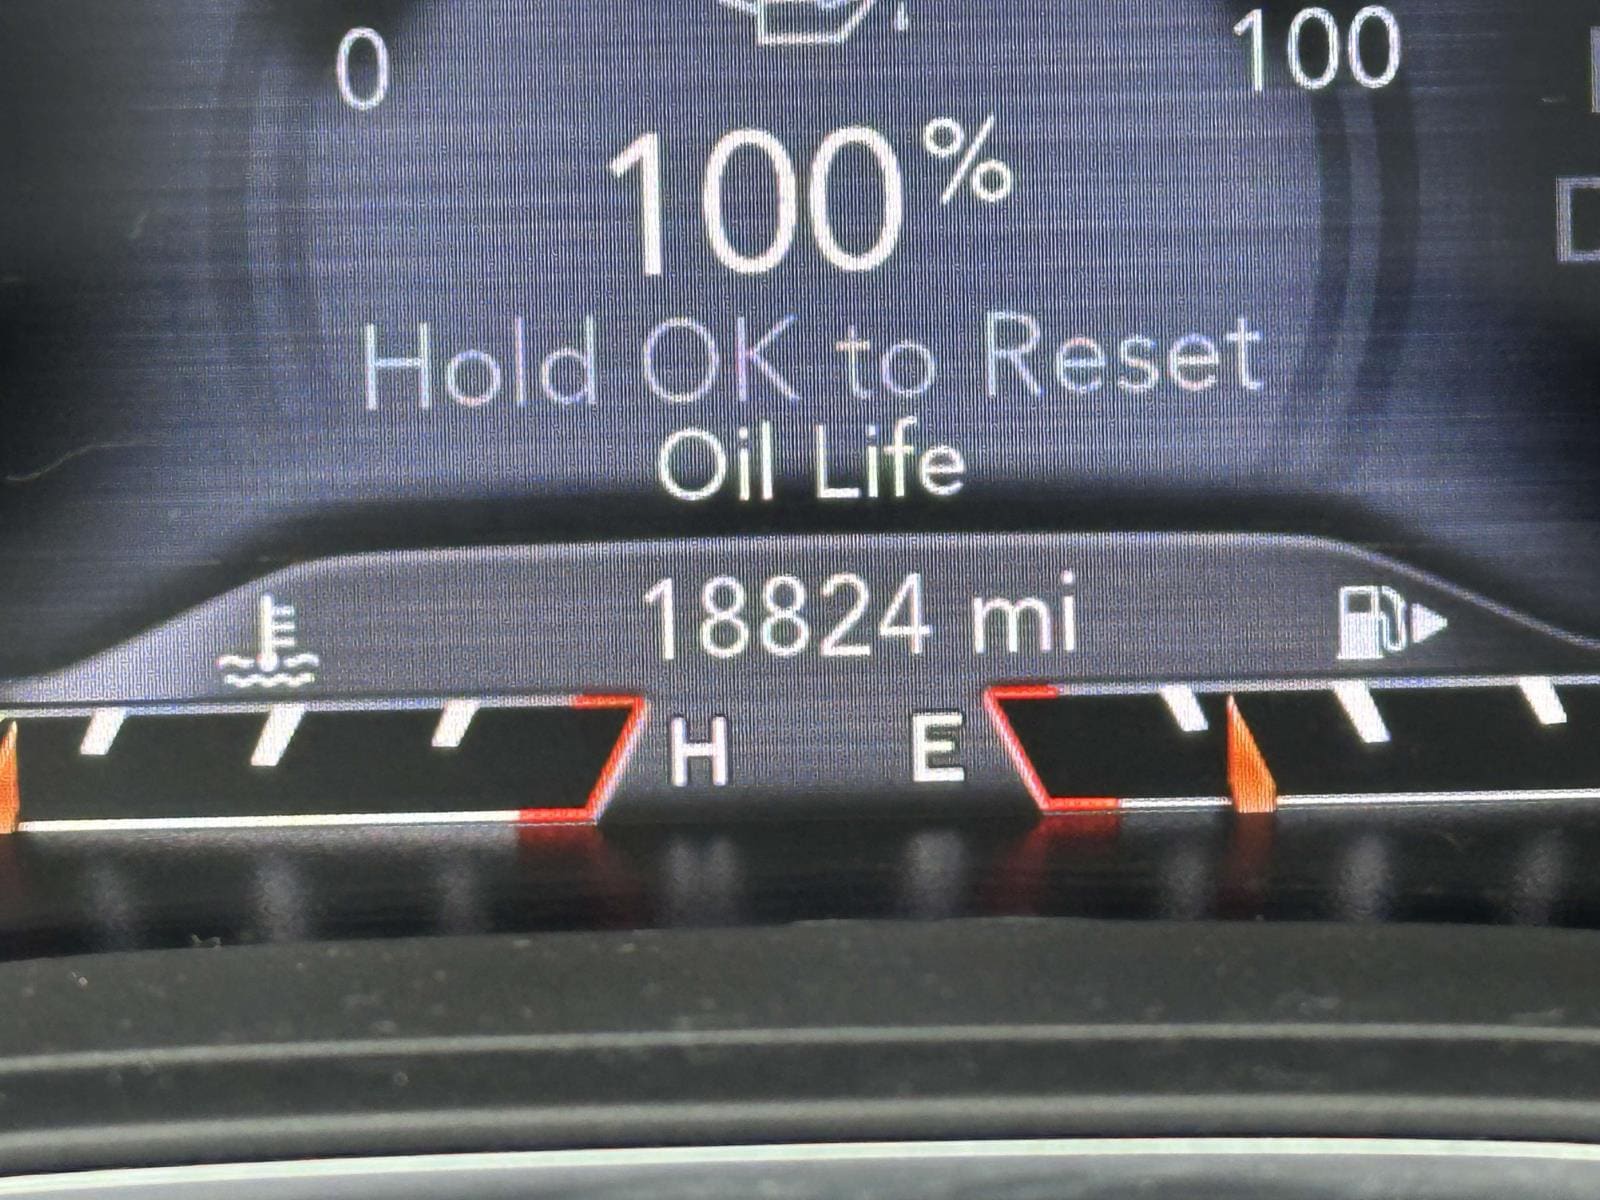 0 100
100%
Hold OK to Reset
Oil Life
18824 mi
H E